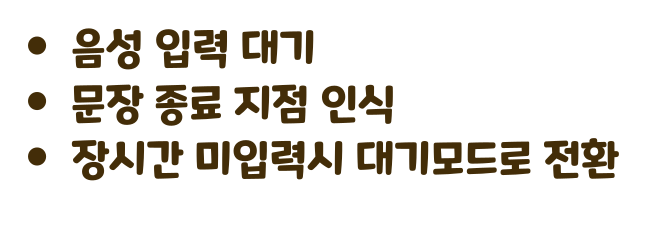 • 음성 입력 대기
• 문장 종료 지점 인식
• 장시간 미입력시 대기모드로 전환